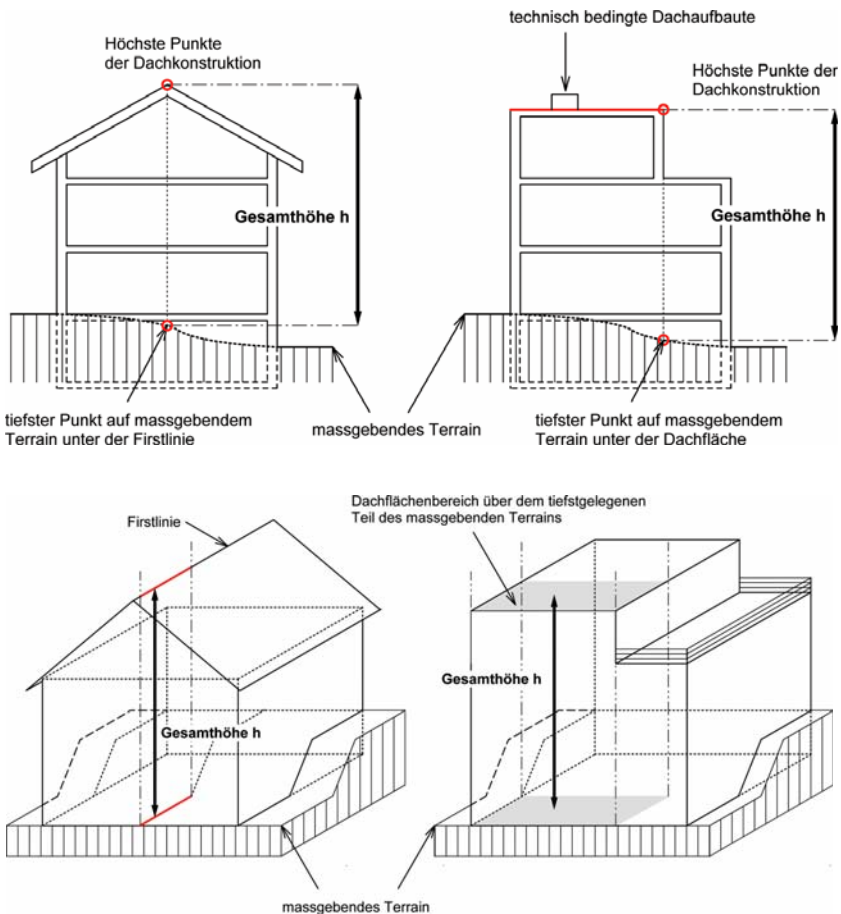 technisch bedingte Dachaufbaute
Höchste Punkte
der Dachkonstruktion
Höchste Punkte der
Dachkonstruktion
Gesamthöhe h
Gesamthöhe h
tiefster Punkt auf massgebendem
Terrain unter der Firstlinie
massgebendes Terrain
tiefster Punkt auf massgebendem
Terrain unter der Dachfläche
Dachflächenbereich über dem tiefstgelegenen
Teil des massgebenden Terrains
Firstlinie
Gesamthöhe h
Gesamthöhe h
massgebendes Terrain